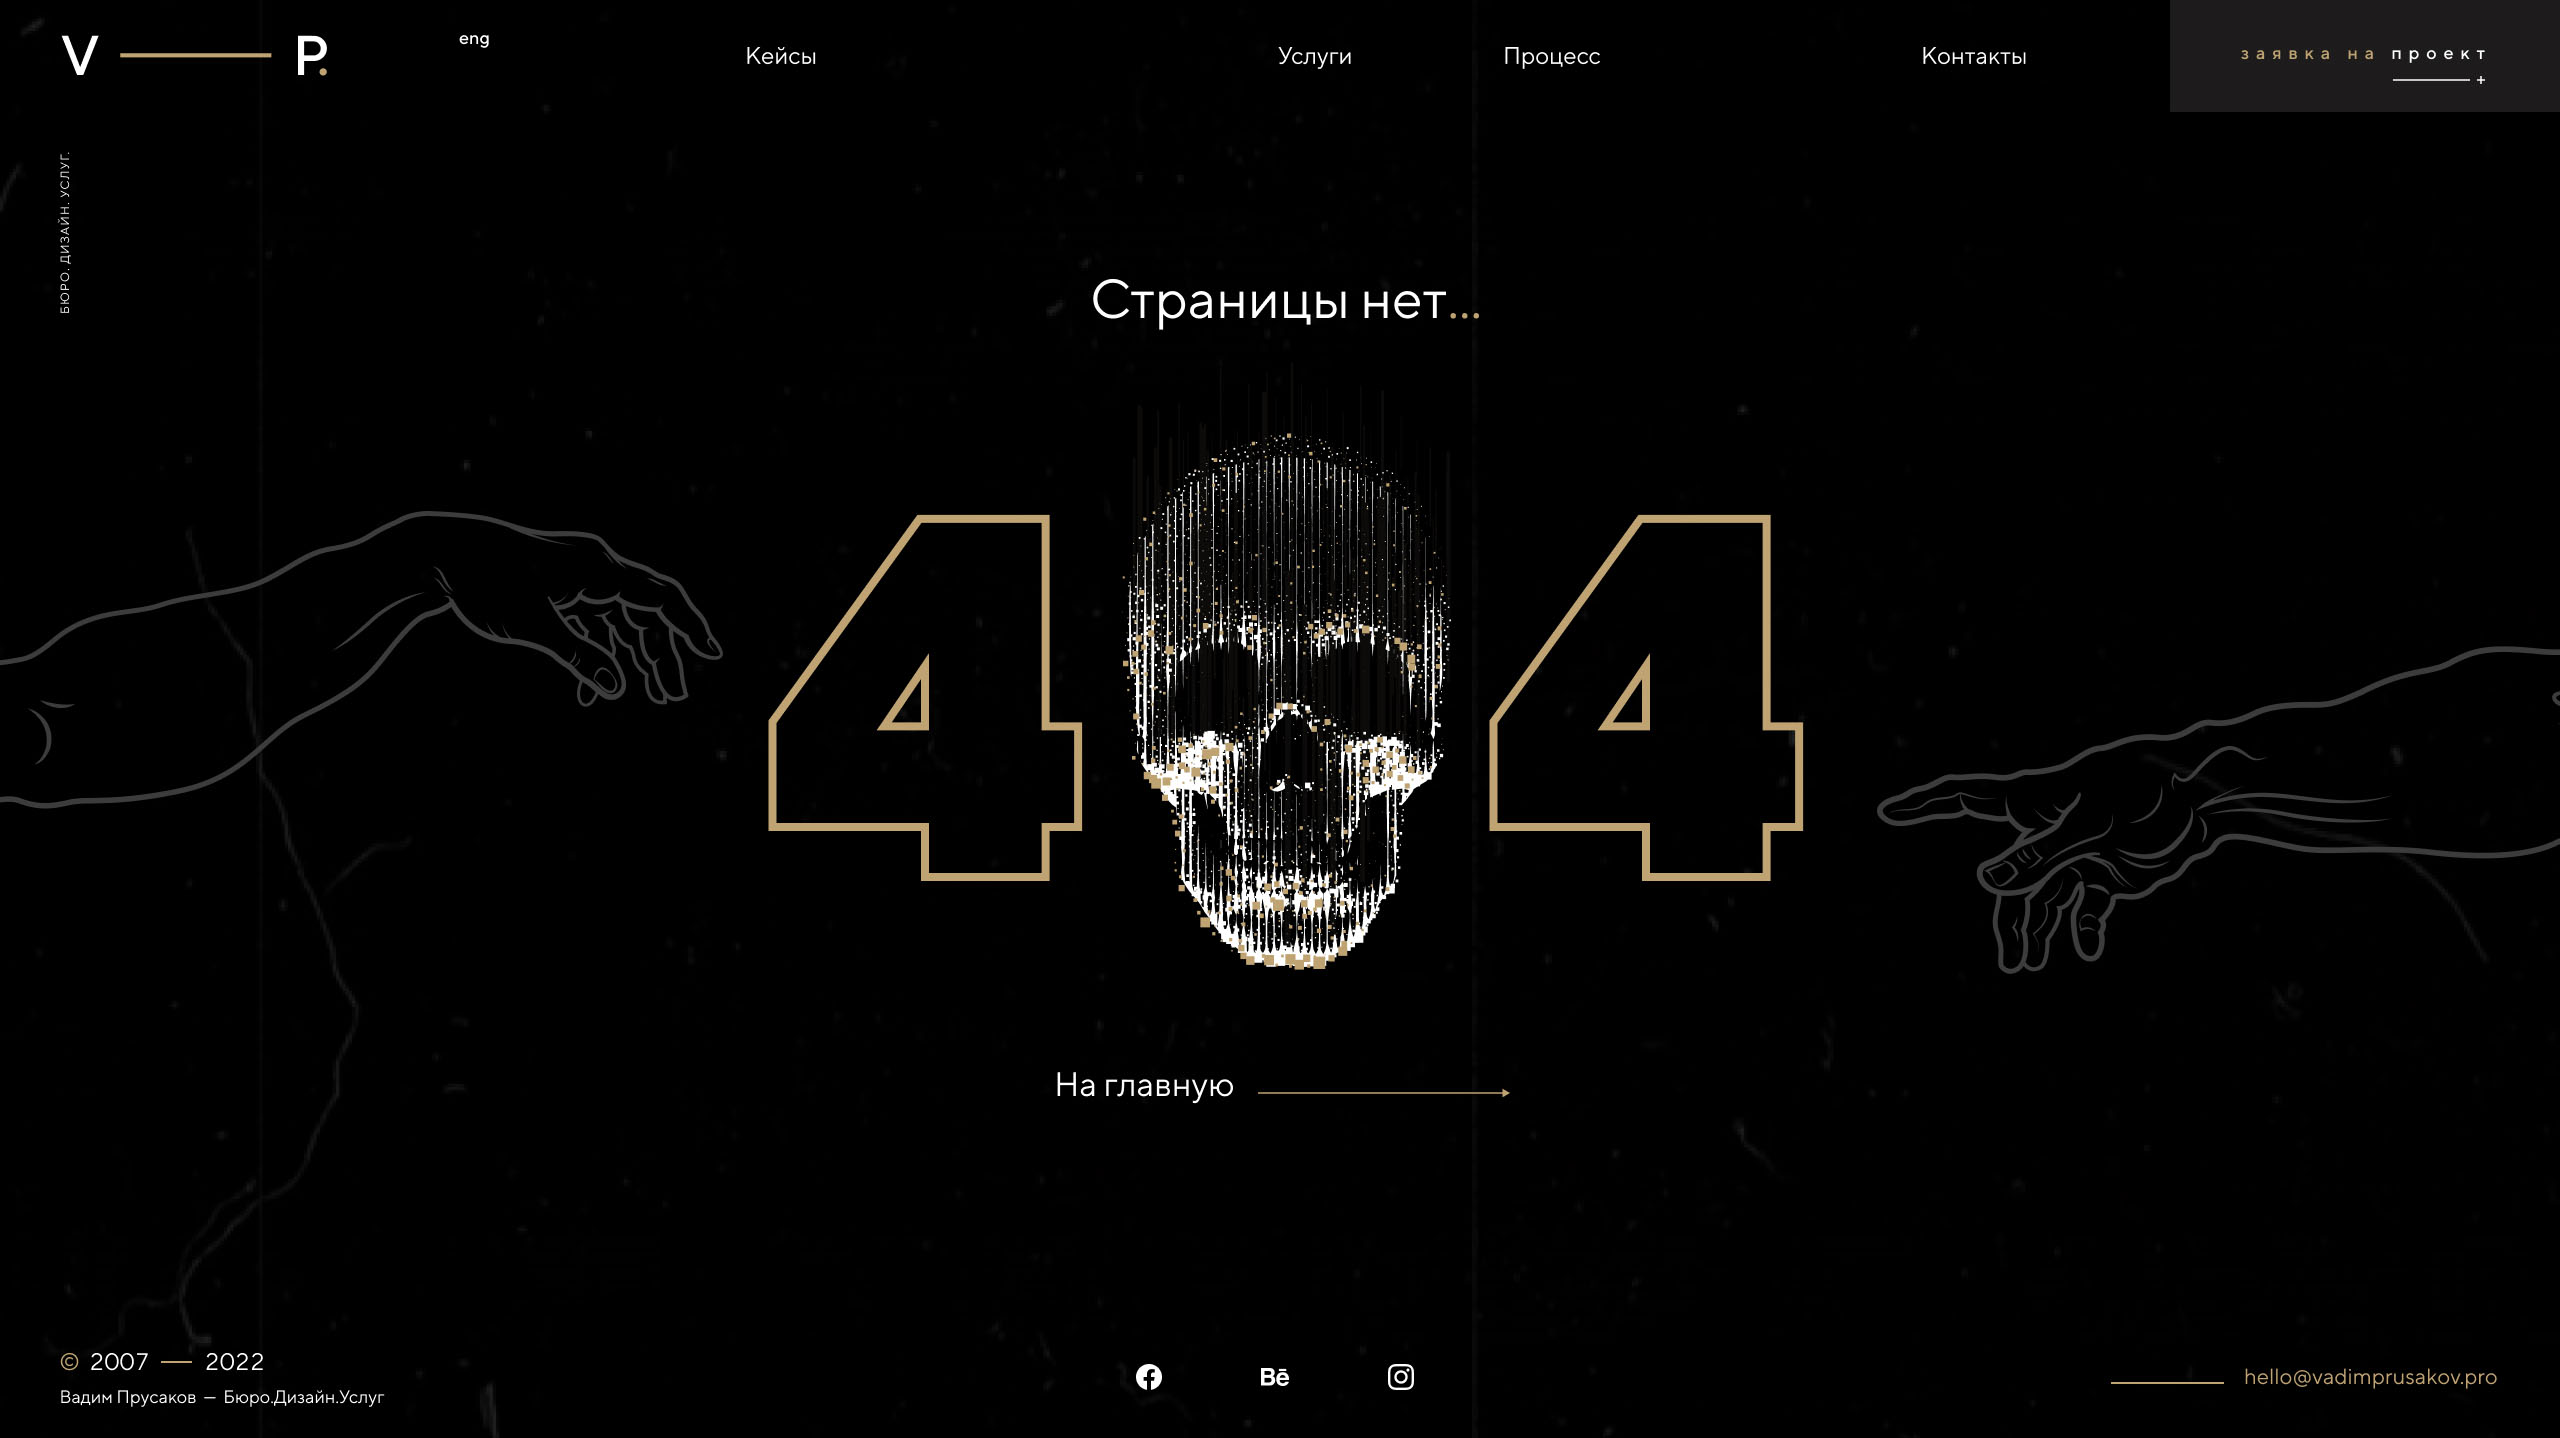 V P.
eng
Кейсы
Услуги
Процесс
Контакты
заявка на проект
БЮРО. ДИЗАЙН. УСЛУГ.
Страницы нет...
4 4
На главную
© 2007 — 2022
Вадим Прусаков — Бюро.Дизайн.Услуг
Bē
hello@vadimprusakov.pro